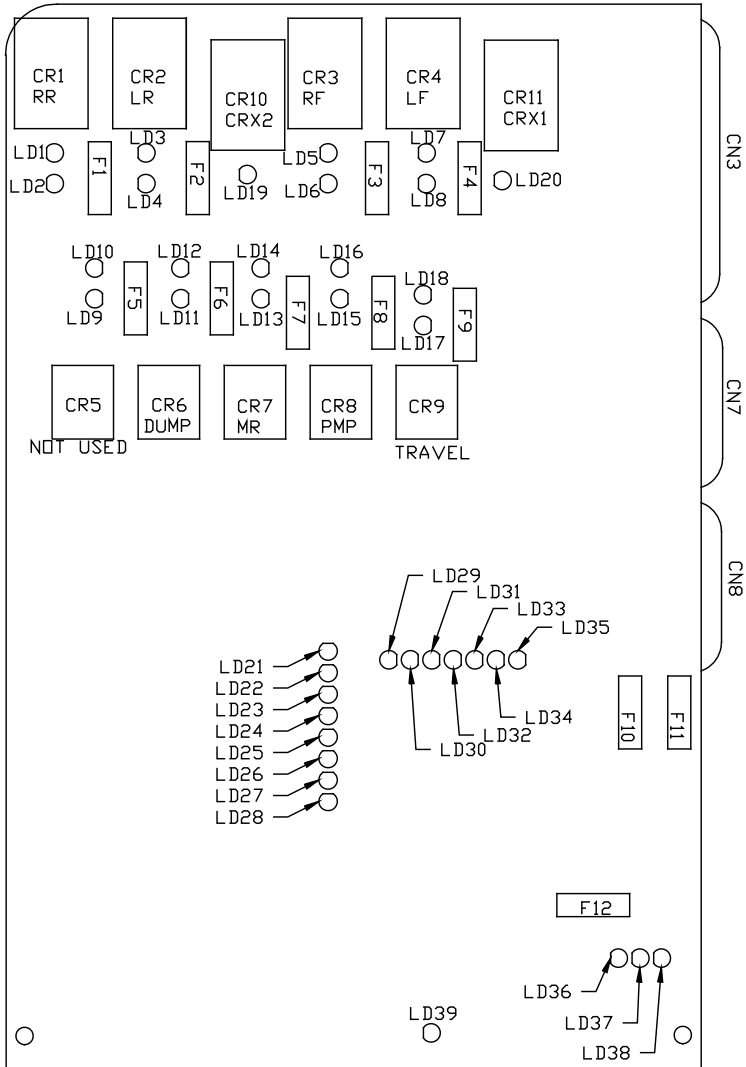 CR1
RR
CR2
LR
CR10
CRX2
CR3
RF
CR4
LF
CR11
CRX1
CN3
LD1
LD2
F1
LD3
LD4
F2
LD19
LD5
LD6
F3
LD7
LD8
F4
LD20
LD10
LD9
F5
LD12
LD11
F6
LD14
LD13
F7
LD16
LD15
F8
LD18
LD17
F9
CN7
CR5
NOT USED
CR6
DUMP
CR7
MR
CR8
PMP
CR9
TRAVEL
CN8
LD29
LD31
LD33
LD35
LD21
LD22
LD23
LD24
LD25
LD26
LD27
LD28
LD34
LD32
LD30
F10
F11
F12
LD36
LD37
LD38
LD39